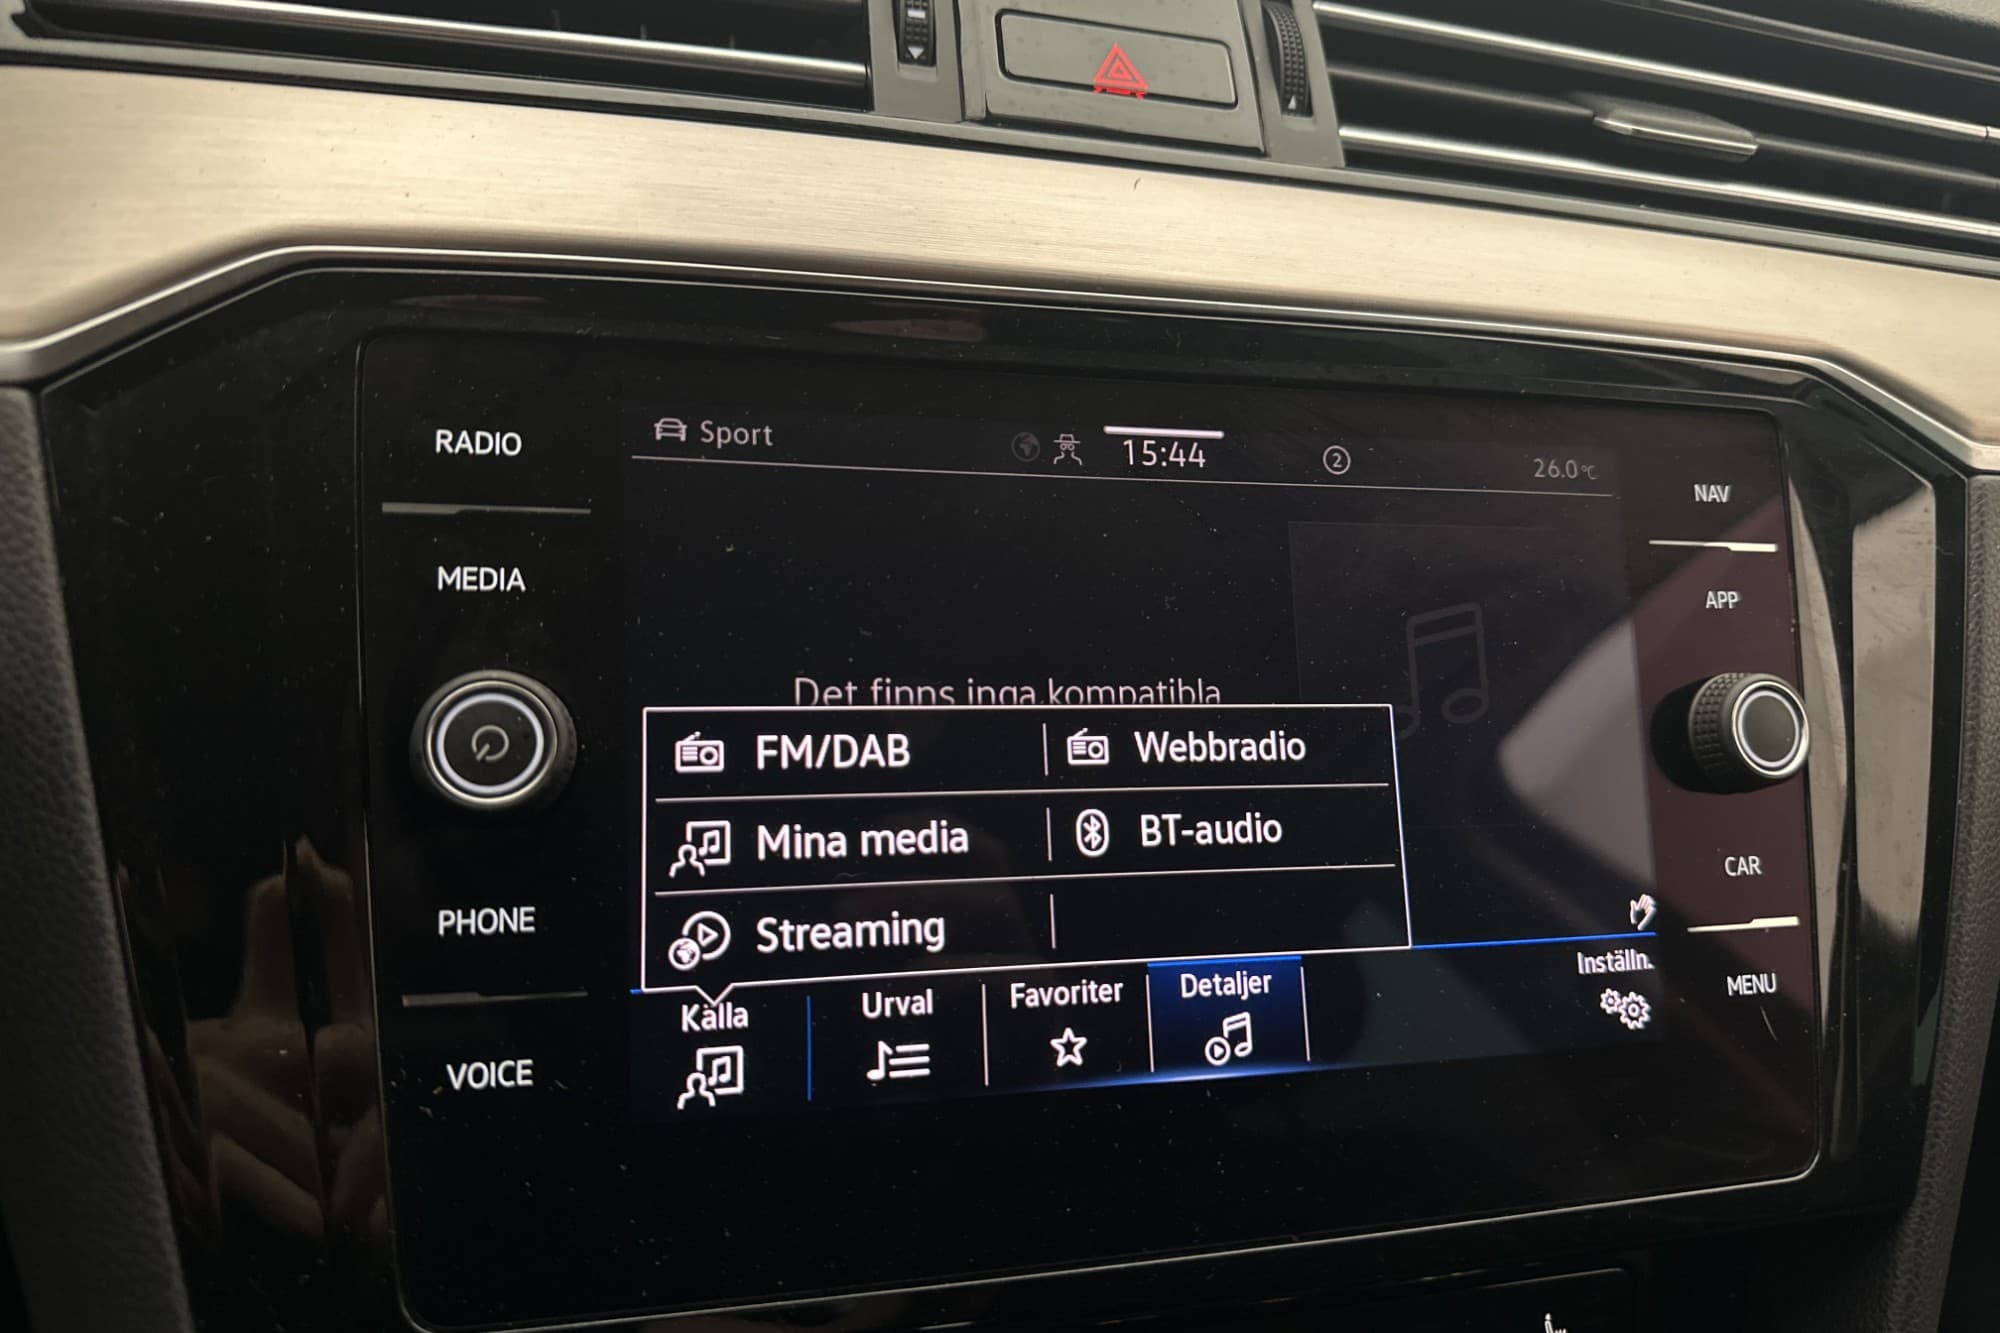 RADIO
MEDIA
PHONE
VOICE
Sport
15:44
2
26.0°C
Det finns inga kompatibla
FM/DAB
Webbradio
Mina media
BT-audio
Streaming
Källa
Urval
Favoriter
Detaljer
Inställn.
NAV
APP
CAR
MENU